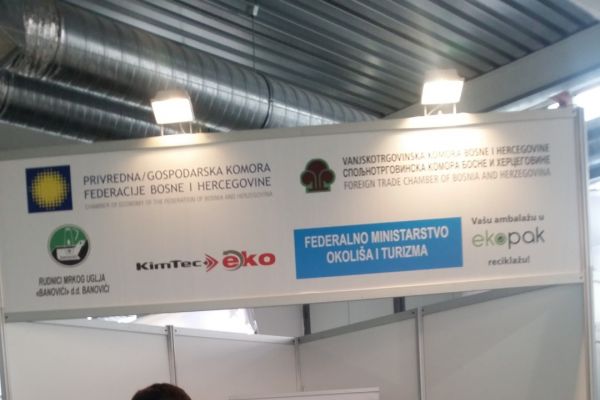 PRIVREDNA/GOSPODARSKA KOMORA
FEDERACIJE BOSNE I HERCEGOVINE
CHAMBER OF ECONOMY OF THE FEDERATION OF BOSNIA AND HERZEGOVINA
VANJSKOTRGOVINSKA KOMORA BOSNE I HERCEGOVINE
СПОЉНОТРГОВИНСКА КОМОРА БОСНЕ И ХЕРЦЕГОВИНЕ
FOREIGN TRADE CHAMBER OF BOSNIA AND HERZEGOVINA
RUDNICI MRKOG UGLJA
«BANOVIĆI» d.d. BANOVIĆI
KimTec eko
FEDERALNO MINISTARSTVO
OKOLIŠA I TURIZMA
Vašu ambalažu u
ekopak
reciklažu!